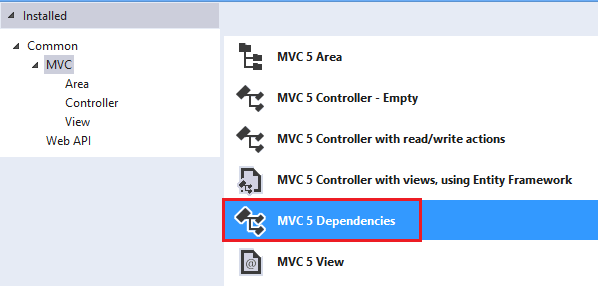 Installed
Common
MVC
Area
Controller
View
Web API
MVC 5 Area
MVC 5 Controller - Empty
MVC 5 Controller with read/write actions
MVC 5 Controller with views, using Entity Framework
MVC 5 Dependencies
MVC 5 View